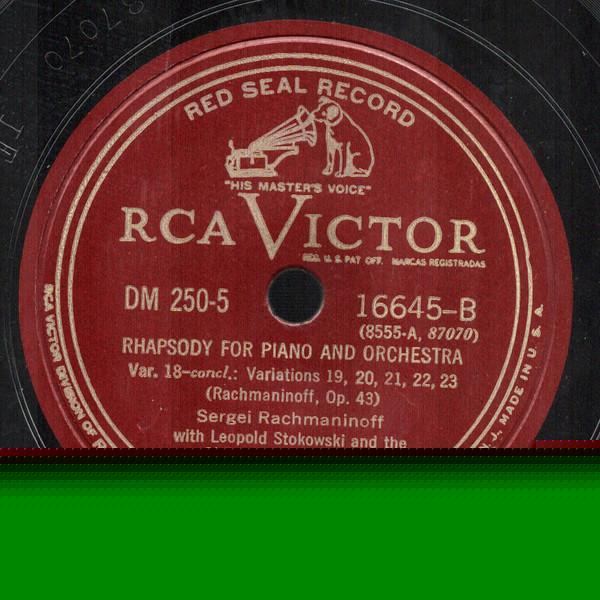 87070
RED SEAL RECORD
"HIS MASTER'S VOICE"
RCA VICTOR
REG. U. S. PAT. OFF. MARCAS REGISTRADAS
DM 250-5
16645-B
(8555-A, 87070)
RHAPSODY FOR PIANO AND ORCHESTRA
Var. 18-concl.: Variations 19, 20, 21, 22, 23
(Rachmaninoff, Op. 43)
Sergei Rachmaninoff
with Leopold Stokowski and the
RCA VICTOR DIVISION OF
N.J., MADE IN U.S.A.